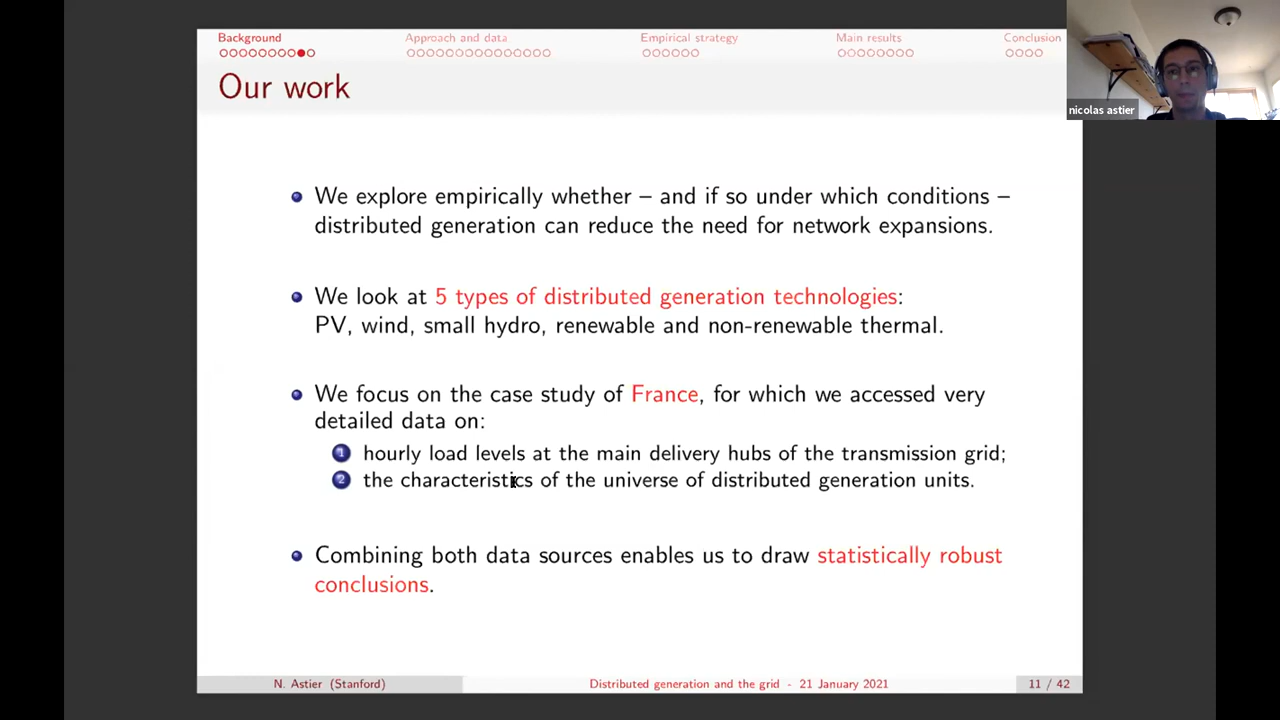 Background
Approach and data
Empirical strategy
Main results
Conclusion
Our work
nicolas astier
We explore empirically whether – and if so under which conditions –
distributed generation can reduce the need for network expansions.
We look at 5 types of distributed generation technologies:
PV, wind, small hydro, renewable and non-renewable thermal.
We focus on the case study of France, for which we accessed very
detailed data on:
1 hourly load levels at the main delivery hubs of the transmission grid;
2 the characteristics of the universe of distributed generation units.
Combining both data sources enables us to draw statistically robust
conclusions.
N. Astier (Stanford)
Distributed generation and the grid - 21 January 2021
11 / 42